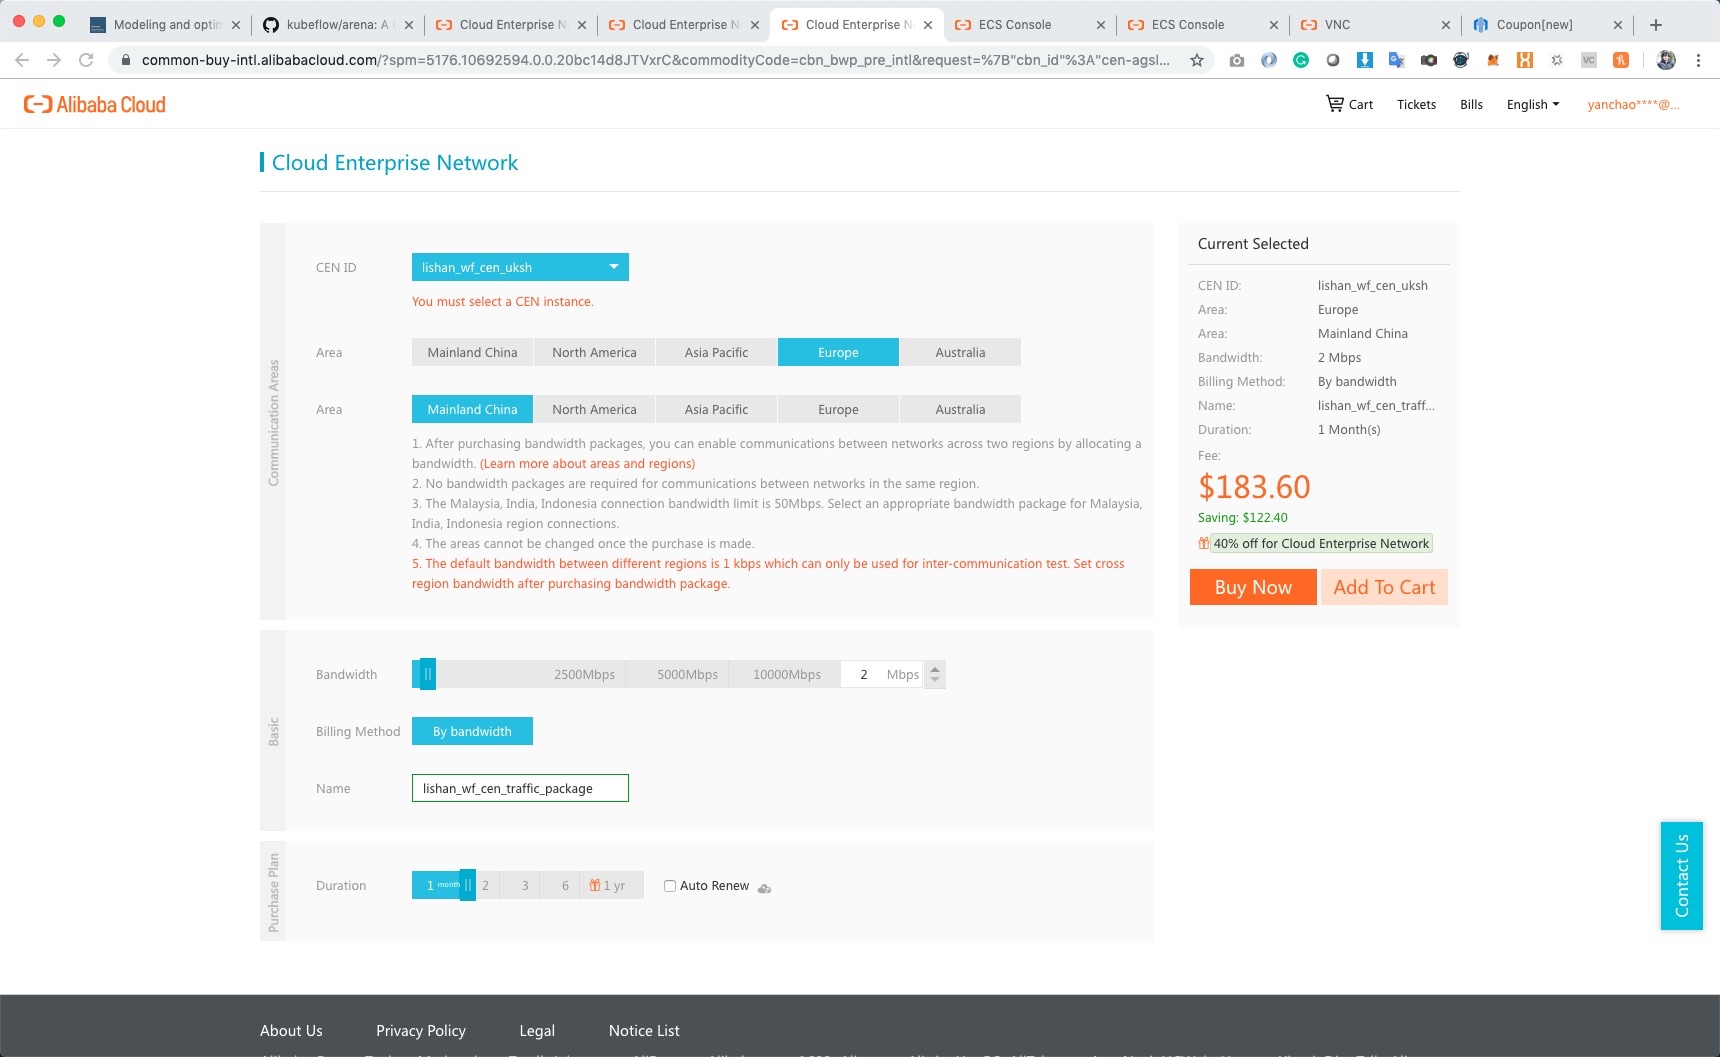 Modeling and optim
kubeflow/arena: A C
Cloud Enterprise N
Cloud Enterprise N
Cloud Enterprise N
ECS Console
ECS Console
VNC
Coupon[new]
common-buy-intl.alibabacloud.com/?spm=5176.10692594.0.0.20bc14d8JTVxrC&commodityCode=cbn_bwp_pre_intl&request=%7B"cbn_id"%3A"cen-agsl...
Alibaba Cloud
Cart
Tickets
Bills
English
yanchao****@...
Cloud Enterprise Network
Communication Areas
CEN ID
lishan_wf_cen_uksh
You must select a CEN instance.
Area
Mainland China
North America
Asia Pacific
Europe
Australia
Area
Mainland China
North America
Asia Pacific
Europe
Australia
1. After purchasing bandwidth packages, you can enable communications between networks across two regions by allocating a
bandwidth. (Learn more about areas and regions)
2. No bandwidth packages are required for communications between networks in the same region.
3. The Malaysia, India, Indonesia connection bandwidth limit is 50Mbps. Select an appropriate bandwidth package for Malaysia,
India, Indonesia region connections.
4. The areas cannot be changed once the purchase is made.
5. The default bandwidth between different regions is 1 kbps which can only be used for inter-communication test. Set cross
region bandwidth after purchasing bandwidth package.
Basic
Bandwidth
2500Mbps
5000Mbps
10000Mbps
2 Mbps
Billing Method
By bandwidth
Name
lishan_wf_cen_traffic_package
Purchase Plan
Duration
1 month
2
3
6
1 yr
Auto Renew
Current Selected
CEN ID: lishan_wf_cen_uksh
Area: Europe
Area: Mainland China
Bandwidth: 2 Mbps
Billing Method: By bandwidth
Name: lishan_wf_cen_traff...
Duration: 1 Month(s)
Fee:
$183.60
Saving: $122.40
40% off for Cloud Enterprise Network
Buy Now
Add To Cart
Contact Us
About Us
Privacy Policy
Legal
Notice List